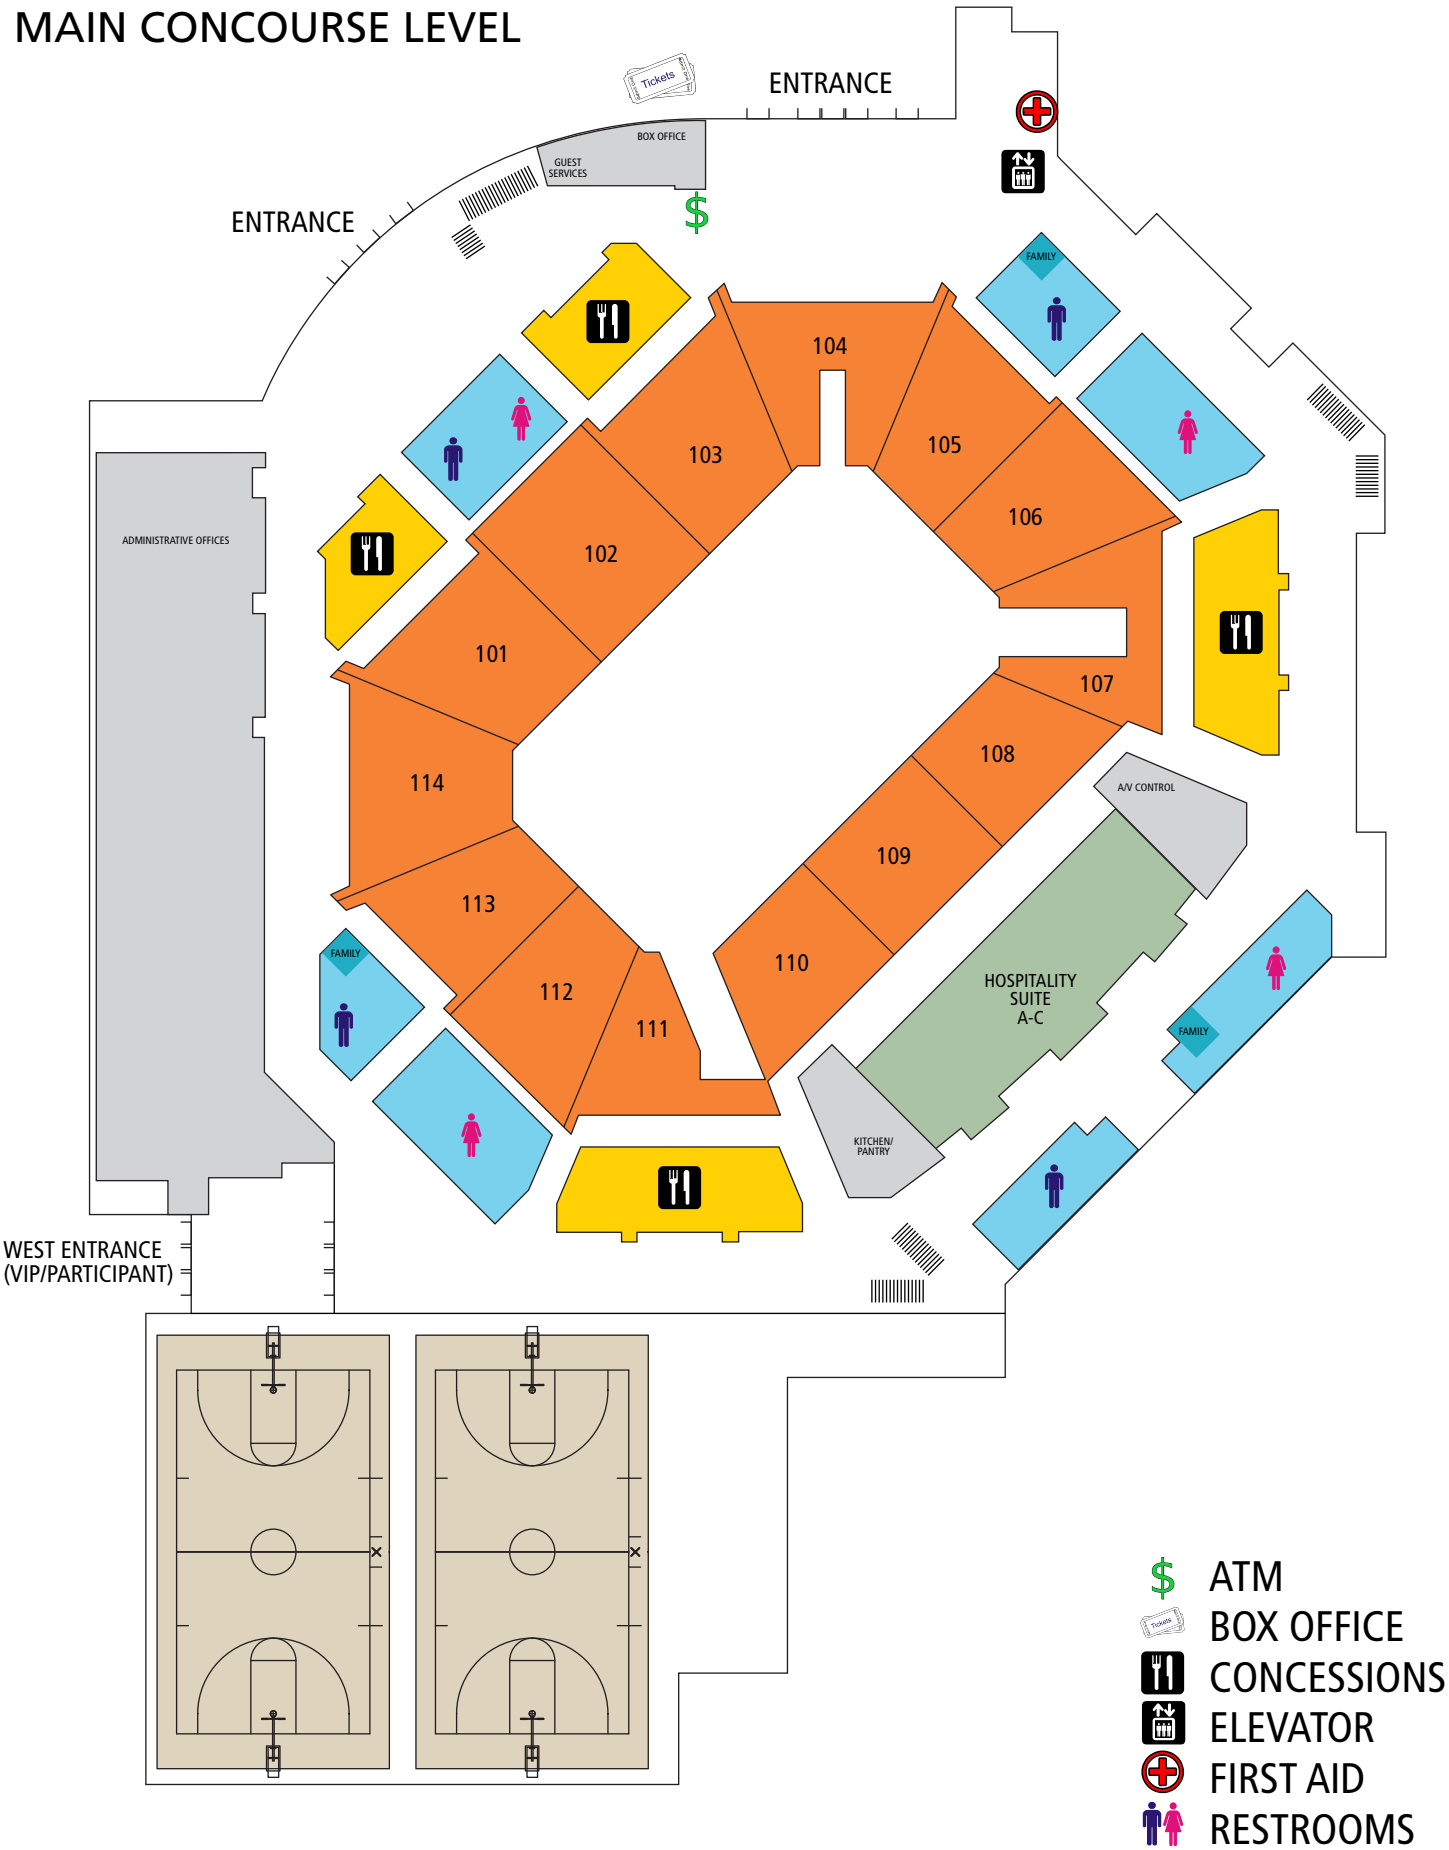 MAIN CONCOURSE LEVEL
Tickets
ENTRANCE
BOX OFFICE
GUEST
SERVICES
$
ENTRANCE
FAMILY
104
103
105
106
102
101
107
108
114
109
113
110
112
111
ADMINISTRATIVE OFFICES
A/V CONTROL
FAMILY
HOSPITALITY
SUITE
A-C
FAMILY
KITCHEN/
PANTRY
WEST ENTRANCE
(VIP/PARTICIPANT)
$ ATM
Tickets BOX OFFICE
CONCESSIONS
ELEVATOR
FIRST AID
RESTROOMS